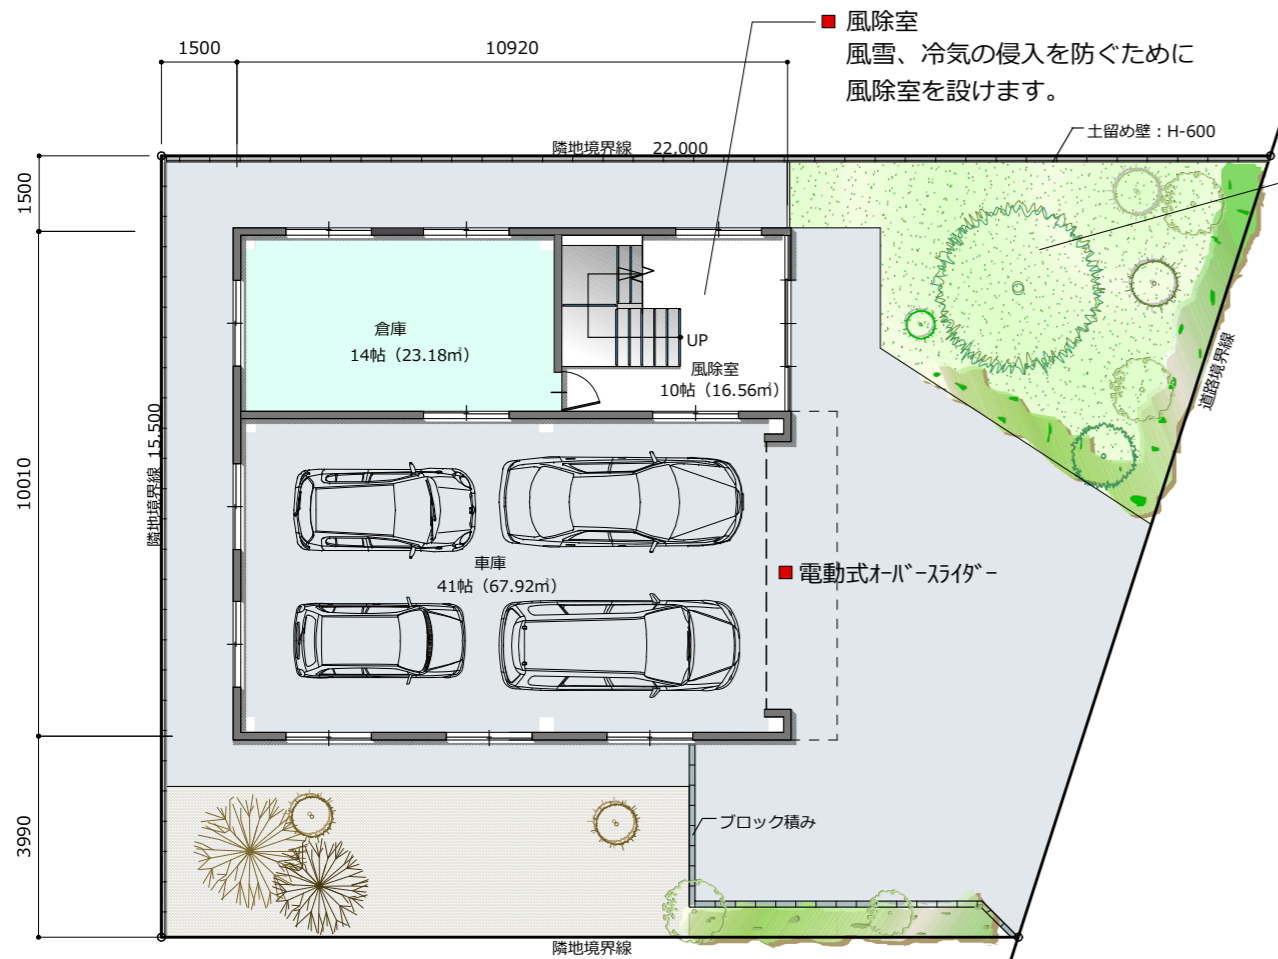 ■ 風除室
風雪、冷気の侵入を防ぐために
風除室を設けます。
1500
10920
土留め壁：H-600
隣地境界線 22,000
1500
倉庫
14帖（23.18㎡）
UP
風除室
10帖（16.56㎡）
道路境界線
隣地境界線 15,500
10010
車庫
41帖（67.92㎡）
■ 電動式ｵｰﾊﾞｰｽﾗｲﾀﾞｰ
3990
ブロック積み
隣地境界線